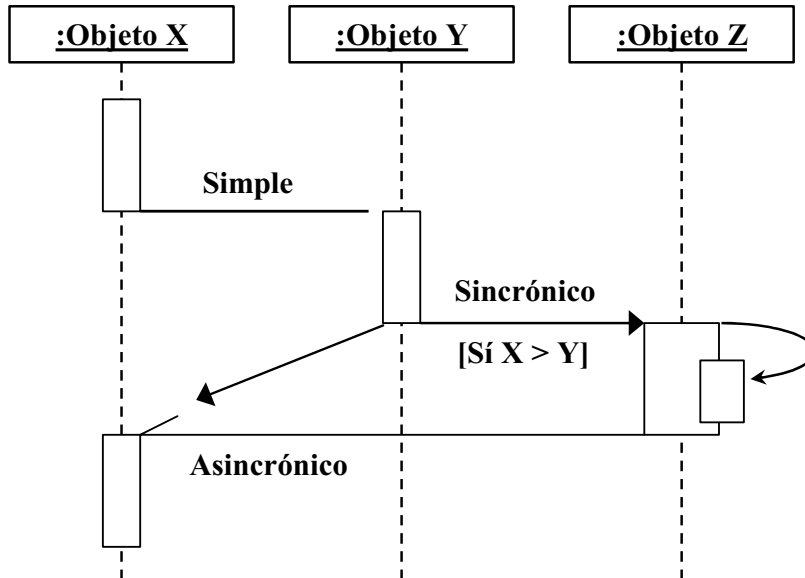 :Objeto X
:Objeto Y
:Objeto Z
Simple
Sincrónico
[Sí X > Y]
Asincrónico